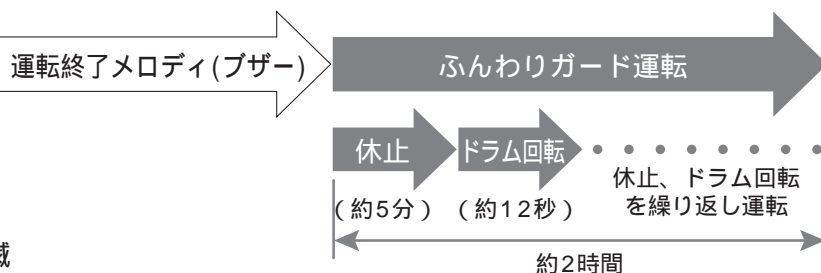 運転終了メロディ(ブザー)
ふんわりガード運転
休止
ドラム回転
(約5分)
(約12秒)
休止、ドラム回転
を繰り返し運転
約2時間